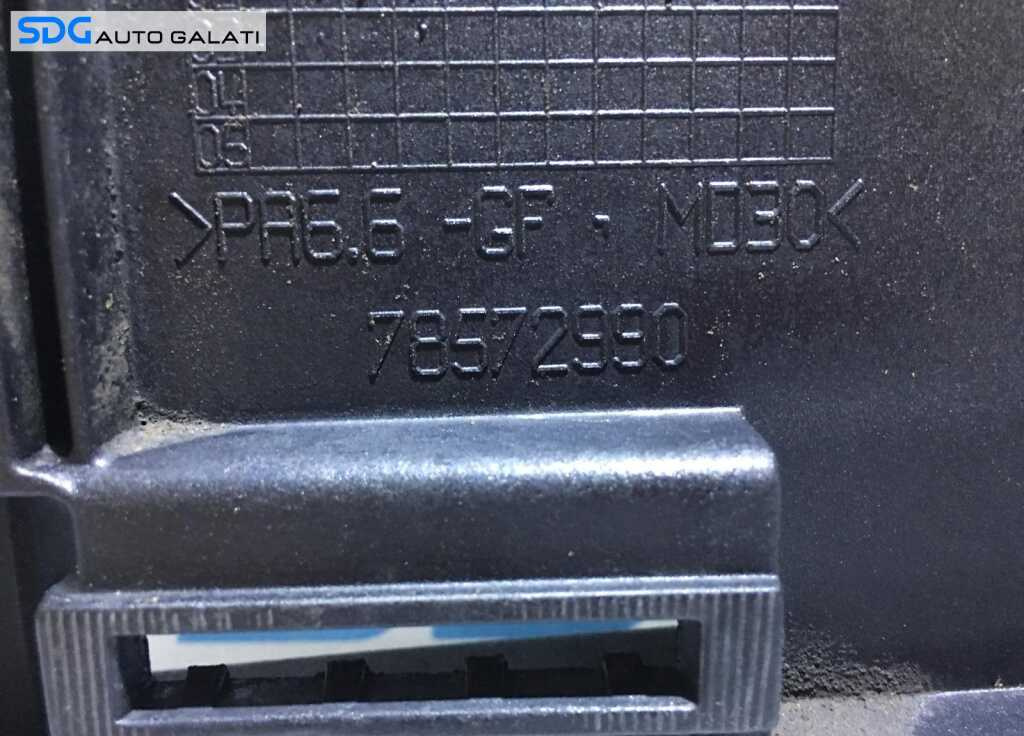 SDG AUTO GALATI
04
05
>PA6.6 -GF . MD30<
78572990